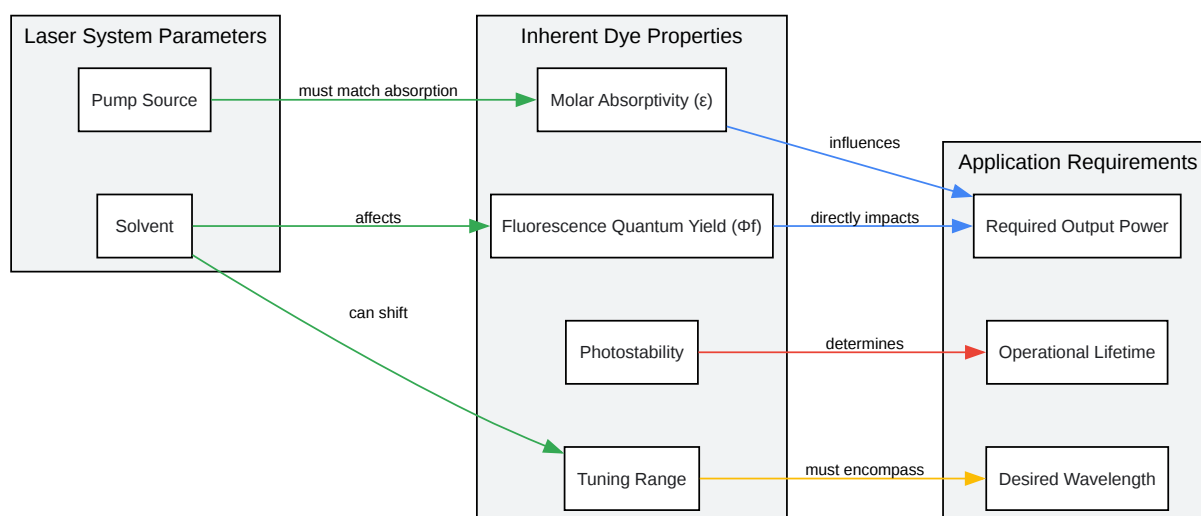 Laser System Parameters
Inherent Dye Properties
Pump Source
must match absorption
Molar Absorptivity (ε)
influences
Application Requirements
Solvent
affects
Fluorescence Quantum Yield (Φf)
directly impacts
Required Output Power
can shift
Photostability
determines
Operational Lifetime
Tuning Range
must encompass
Desired Wavelength